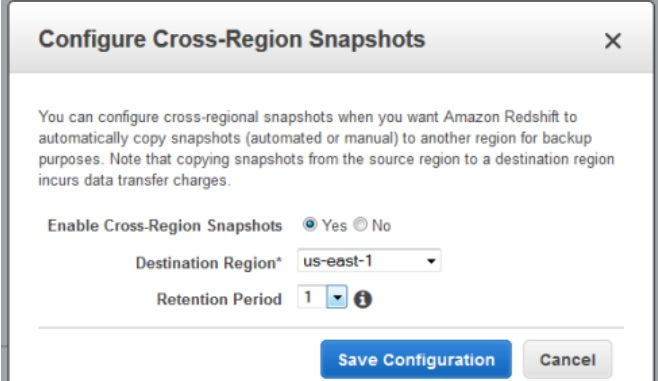 Configure Cross-Region Snapshots
You can configure cross-regional snapshots when you want Amazon Redshift to
automatically copy snapshots (automated or manual) to another region for backup
purposes. Note that copying snapshots from the source region to a destination region
incurs data transfer charges.
Enable Cross-Region Snapshots Yes No
Destination Region* us-east-1
Retention Period 1
Save Configuration Cancel